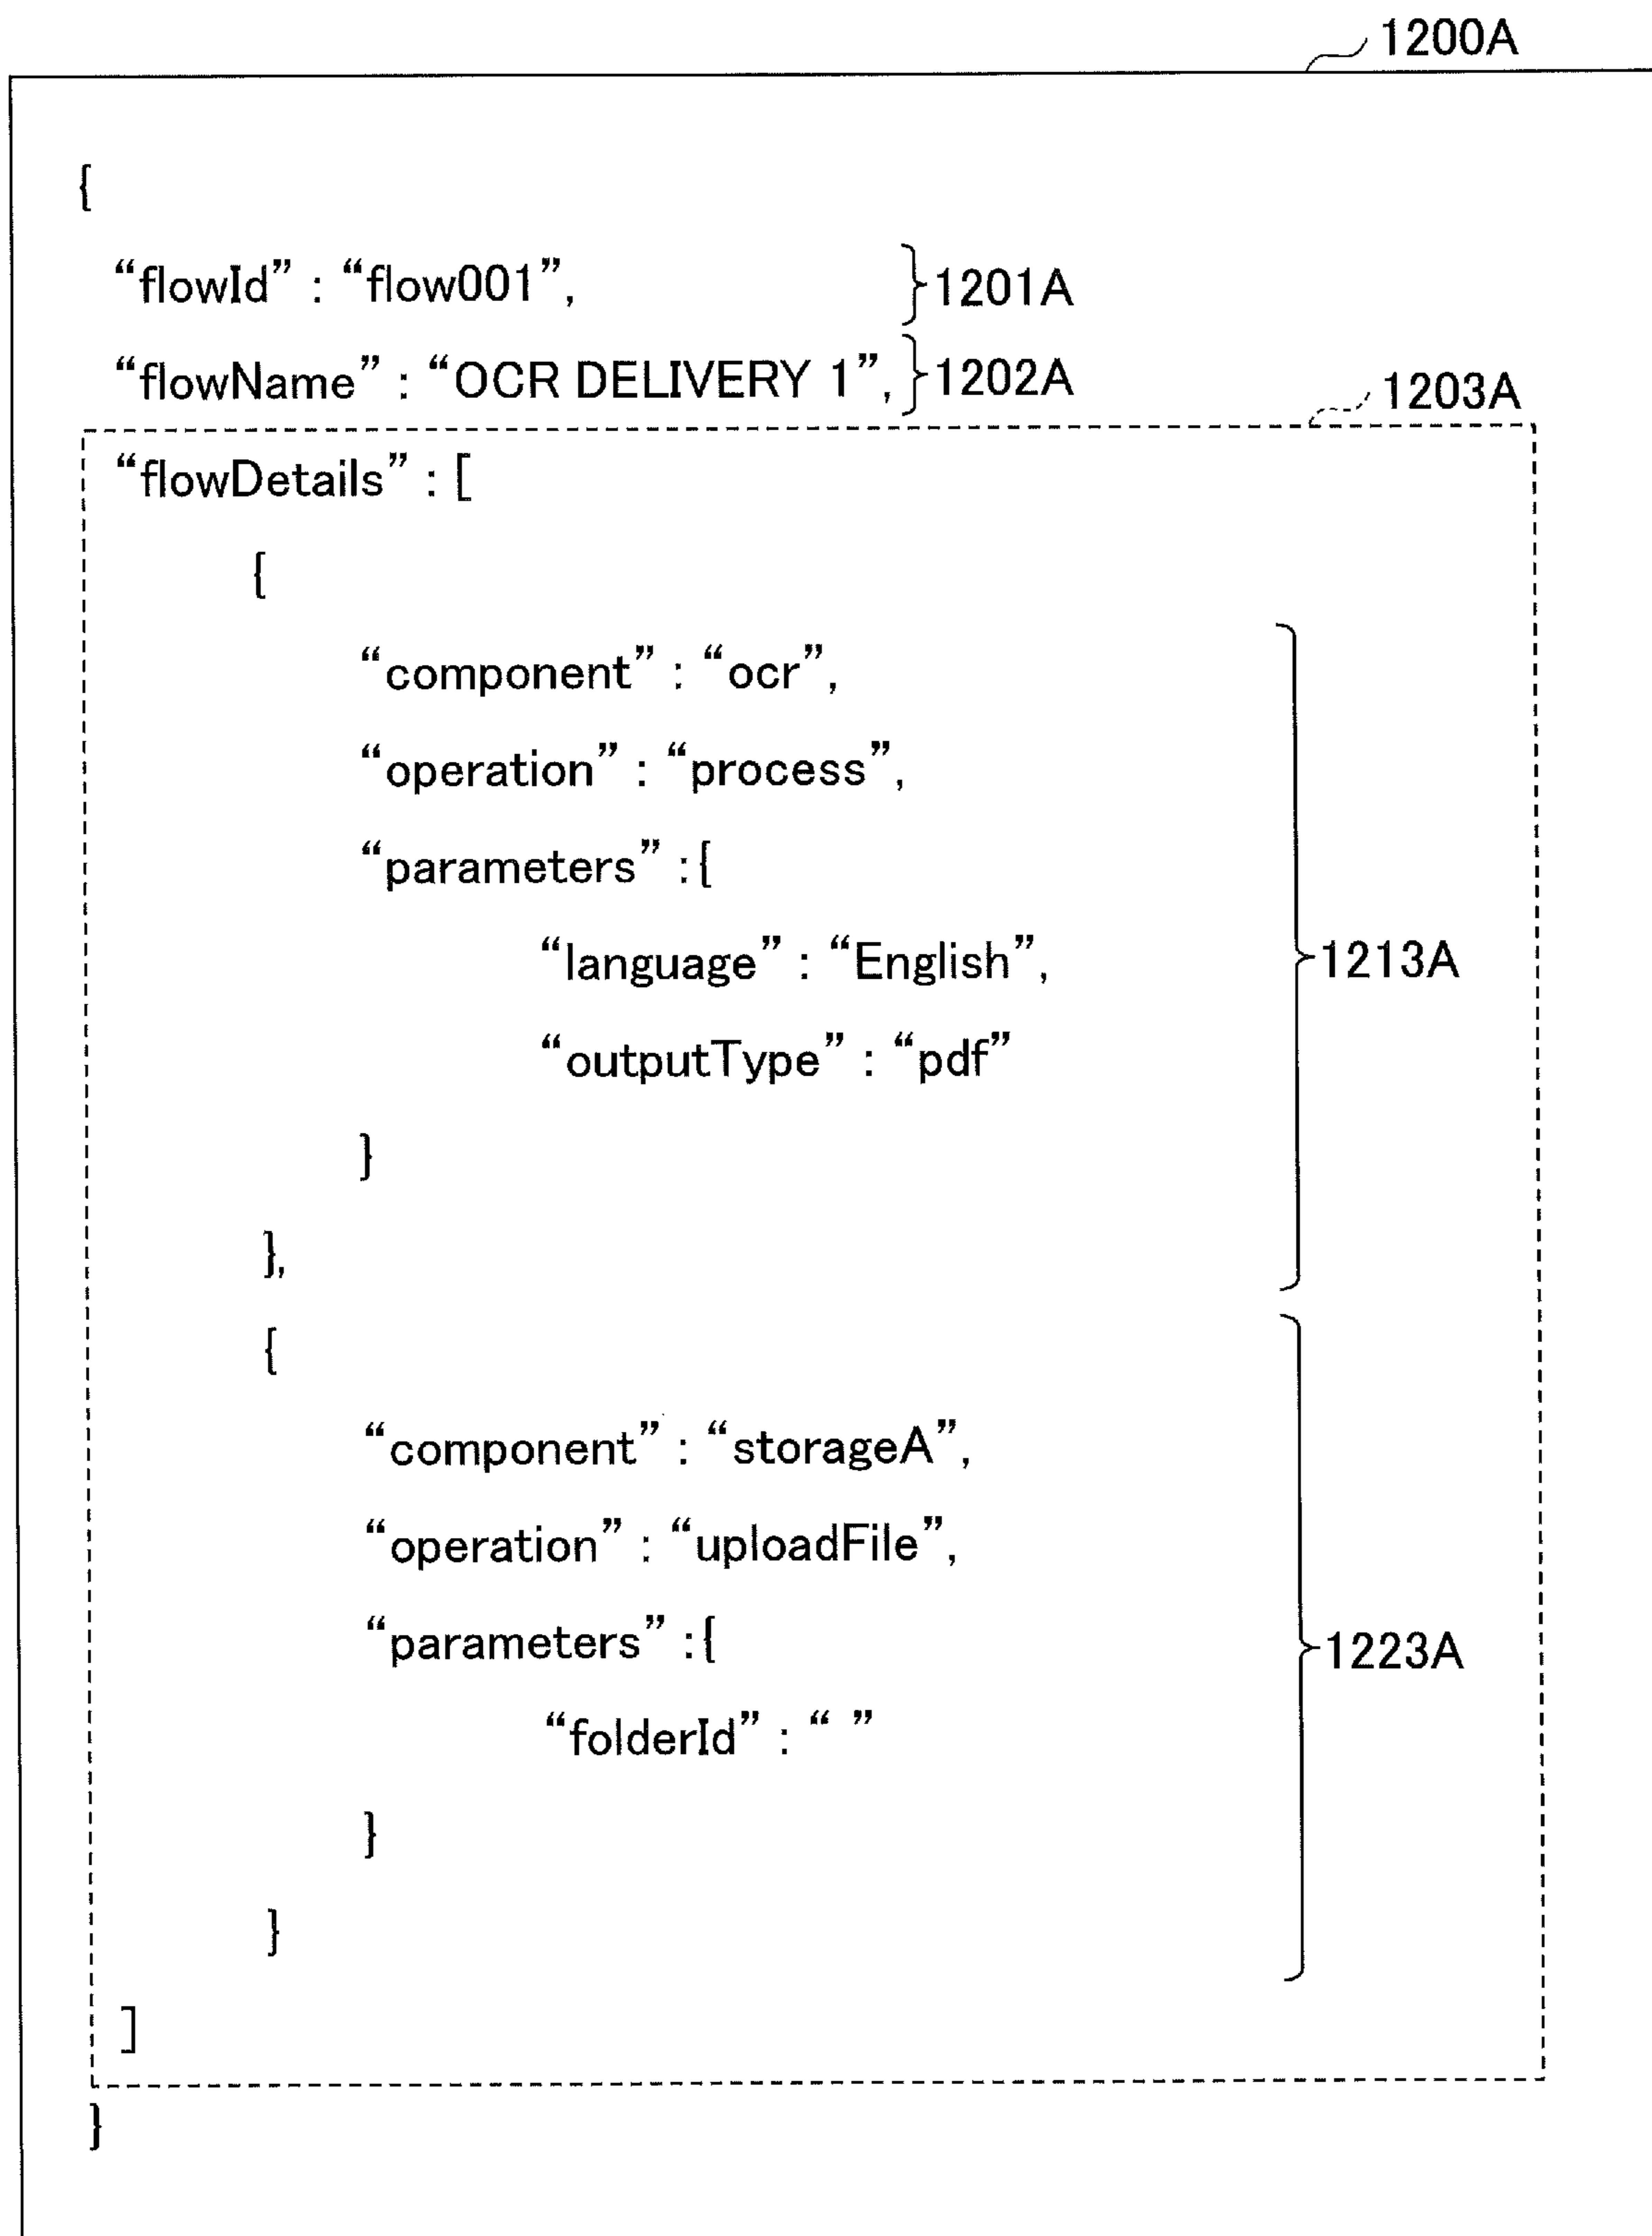 1200A
{
“flowId” : “flow001”, }1201A
“flowName” : “OCR DELIVERY 1”, }1202A
1203A
“flowDetails” : [
{
“component” : “ocr”,
“operation” : “process”,
“parameters” :{
“language” : “English”,
1213A
“outputType” : “pdf”
}
},
{
“component” : “storageA”,
“operation” : “uploadFile”,
“parameters” :{
1223A
“folderId” : “ ”
}
}
]
}